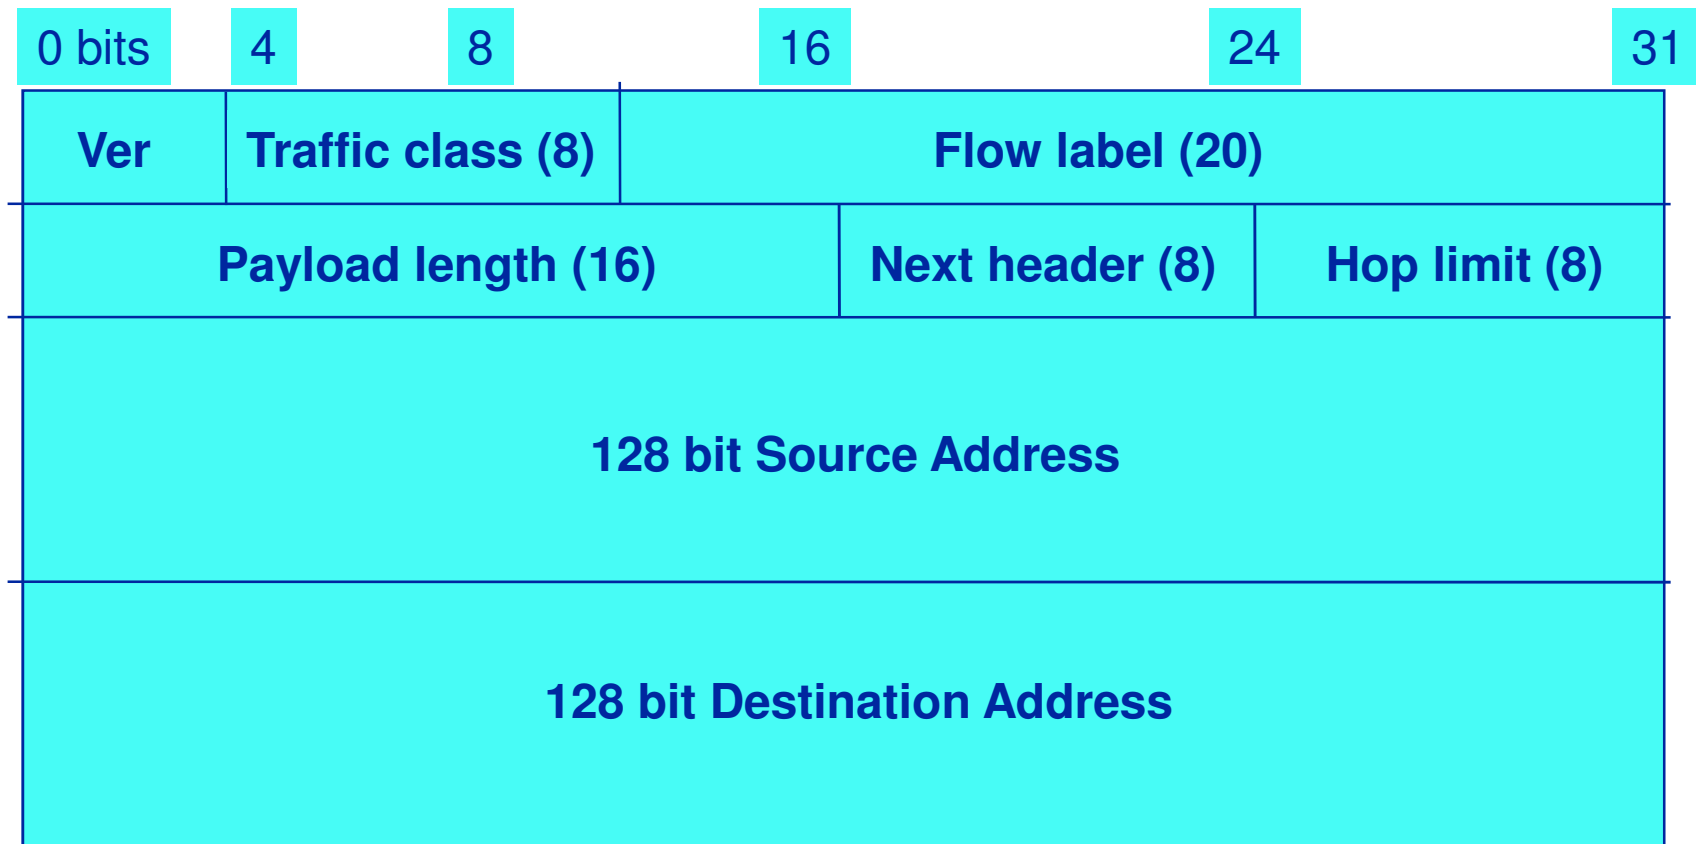 0 bits 4 8 16 24 31
Ver Traffic class (8) Flow label (20)
Payload length (16) Next header (8) Hop limit (8)
128 bit Source Address
128 bit Destination Address